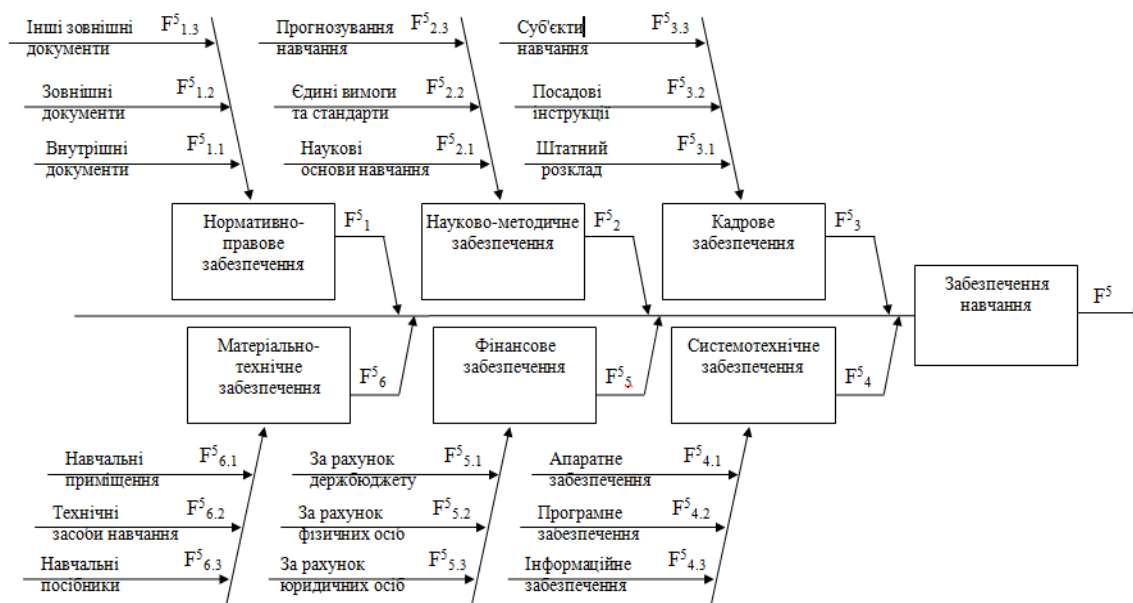 Інші зовнішні
документи
F⁵₁.₃
Прогнозування
навчання
F⁵₂.₃
Суб'єкти
навчання
F⁵₃.₃
Зовнішні
документи
F⁵₁.₂
Єдині вимоги
та стандарти
F⁵₂.₂
Посадові
інструкції
F⁵₃.₂
Внутрішні
документи
F⁵₁.₁
Наукові
основи навчання
F⁵₂.₁
Штатний
розклад
F⁵₃.₁
Нормативно-
правове
забезпечення
F⁵₁
Науково-методичне
забезпечення
F⁵₂
Кадрове
забезпечення
F⁵₃
Забезпечення
навчання
F⁵
Матеріально-
технічне
забезпечення
F⁵₆
Фінансове
забезпечення
F⁵₅
Системотехнічне
забезпечення
F⁵₄
Навчальні
приміщення
F⁵₆.₁
За рахунок
держбюджету
F⁵₅.₁
Апаратне
забезпечення
F⁵₄.₁
Технічні
засоби навчання
F⁵₆.₂
За рахунок
фізичних осіб
F⁵₅.₂
Програмне
забезпечення
F⁵₄.₂
Навчальні
посібники
F⁵₆.₃
За рахунок
юридичних осіб
F⁵₅.₃
Інформаційне
забезпечення
F⁵₄.₃